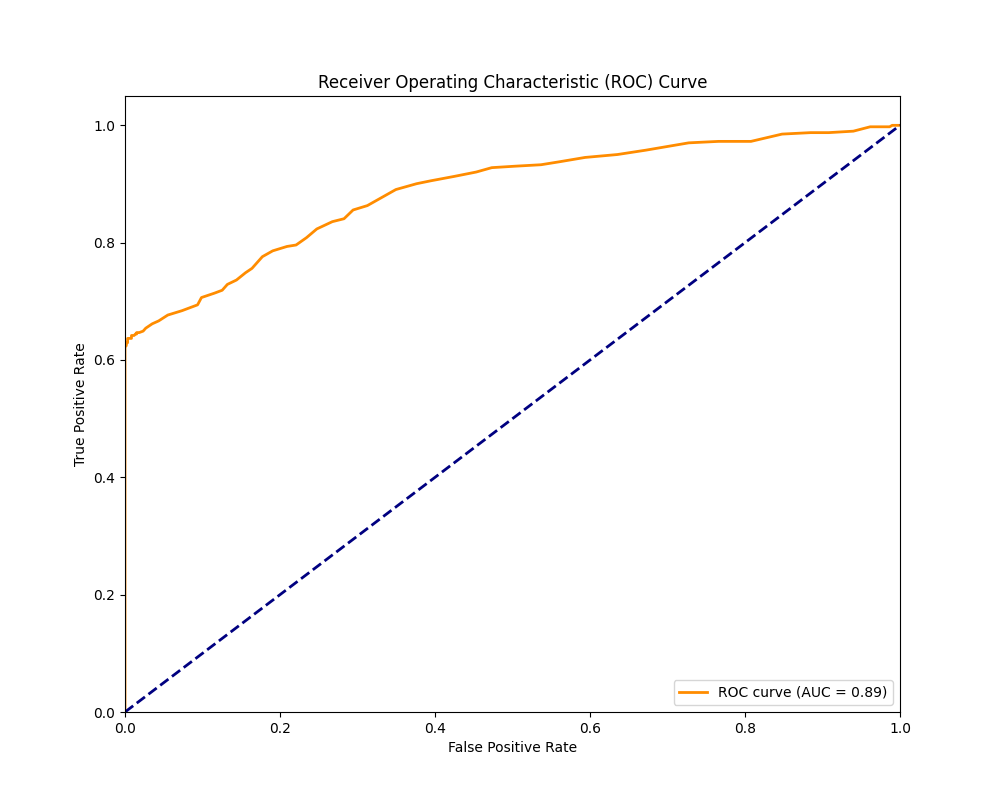 Receiver Operating Characteristic (ROC) Curve
1.0
0.8
0.6
0.4
0.2
0.0
True Positive Rate
ROC curve (AUC = 0.89)
0.0 0.2 0.4 0.6 0.8 1.0
False Positive Rate